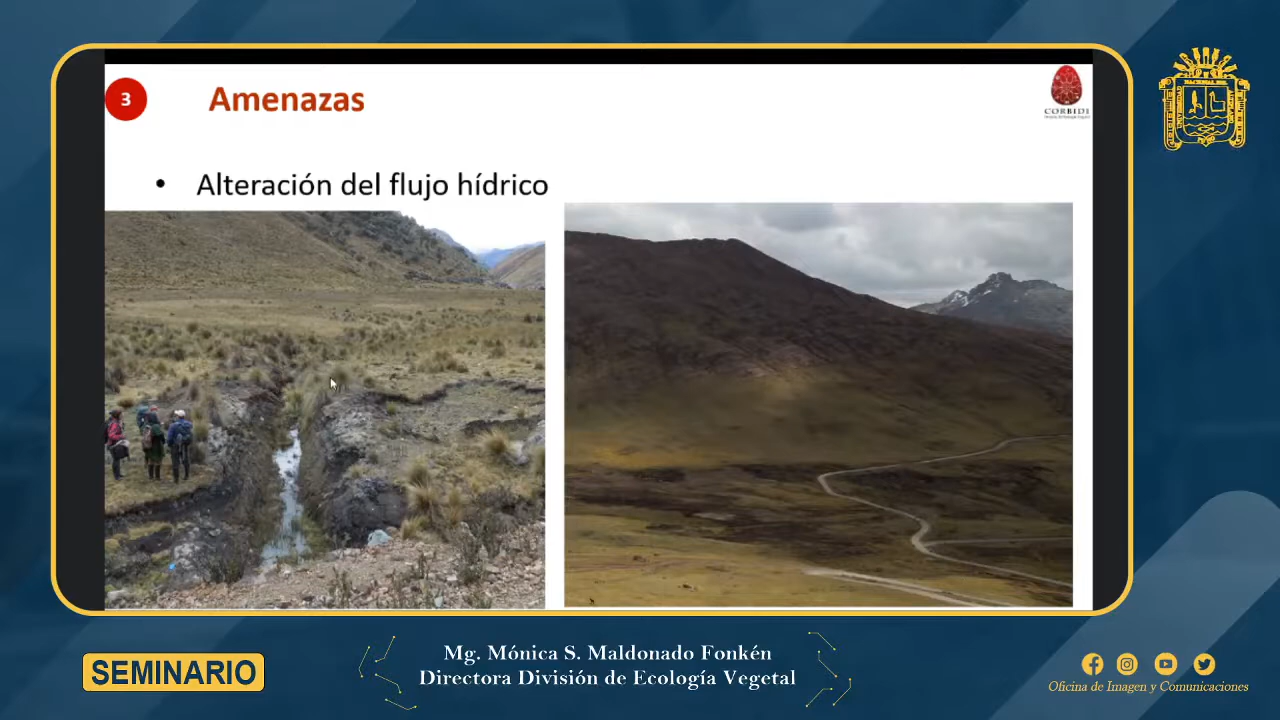 3
Amenazas
CORBIDI
• Alteración del flujo hídrico
SEMINARIO
Mg. Mónica S. Maldonado Fonkén
Directora División de Ecología Vegetal
Oficina de Imagen y Comunicaciones